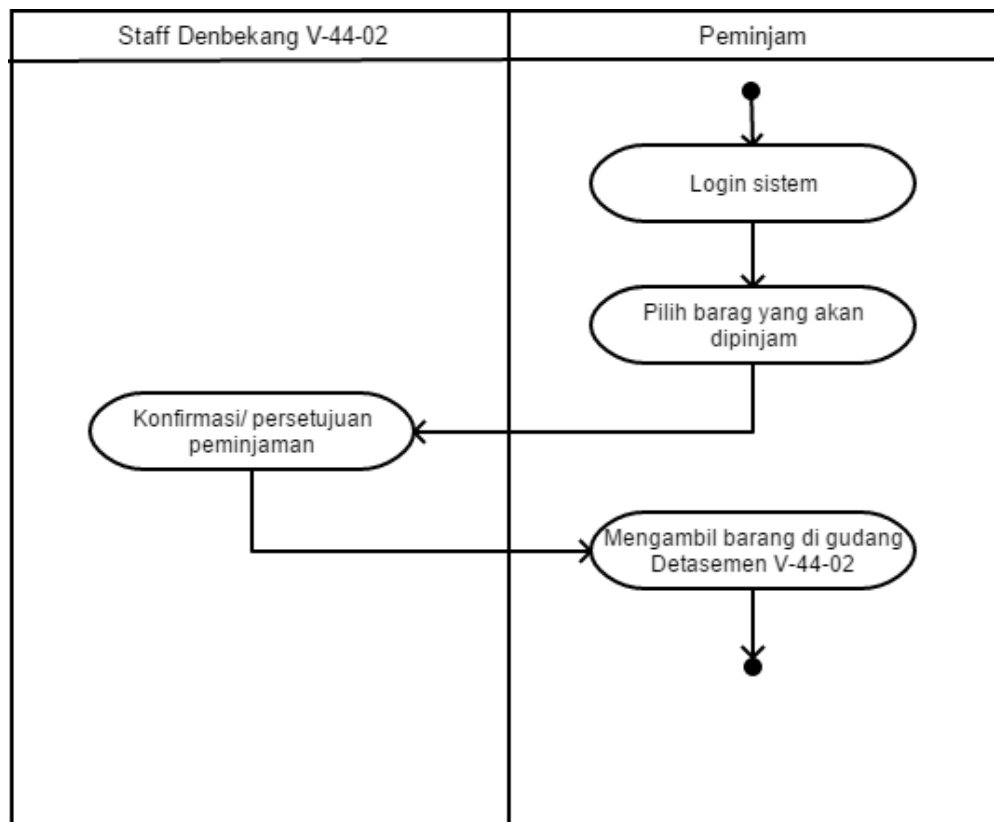 Staff Denbekang V-44-02
Peminjam
Login sistem
Pilih barag yang akan
dipinjam
Konfirmasi/ persetujuan
peminjaman
Mengambil barang di gudang
Detasemen V-44-02